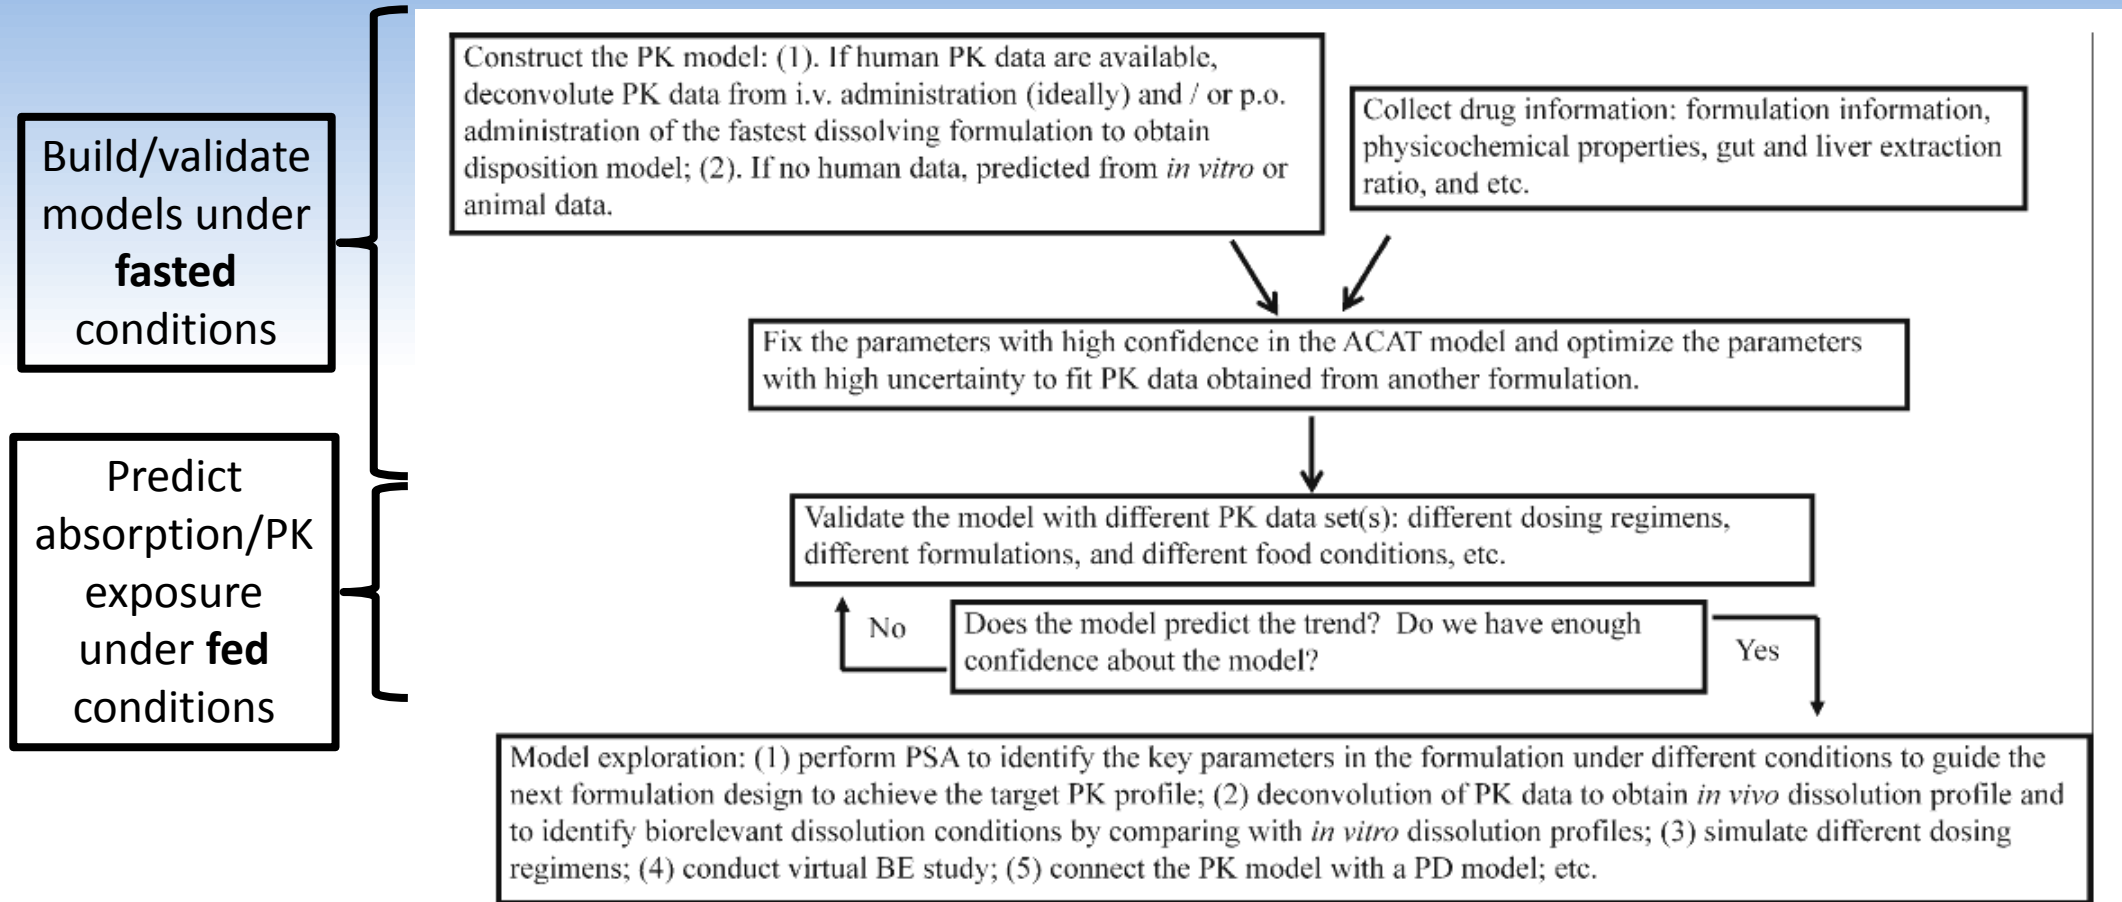 Build/validate
models under
fasted
conditions
Predict
absorption/PK
exposure
under fed
conditions
Construct the PK model: (1). If human PK data are available,
deconvolute PK data from i.v. administration (ideally) and / or p.o.
administration of the fastest dissolving formulation to obtain
disposition model; (2). If no human data, predicted from in vitro or
animal data.
Collect drug information: formulation information,
physicochemical properties, gut and liver extraction
ratio, and etc.
Fix the parameters with high confidence in the ACAT model and optimize the parameters
with high uncertainty to fit PK data obtained from another formulation.
Validate the model with different PK data set(s): different dosing regimens,
different formulations, and different food conditions, etc.
No
Does the model predict the trend? Do we have enough
confidence about the model?
Yes
Model exploration: (1) perform PSA to identify the key parameters in the formulation under different conditions to guide the
next formulation design to achieve the target PK profile; (2) deconvolution of PK data to obtain in vivo dissolution profile and
to identify biorelevant dissolution conditions by comparing with in vitro dissolution profiles; (3) simulate different dosing
regimens; (4) conduct virtual BE study; (5) connect the PK model with a PD model; etc.